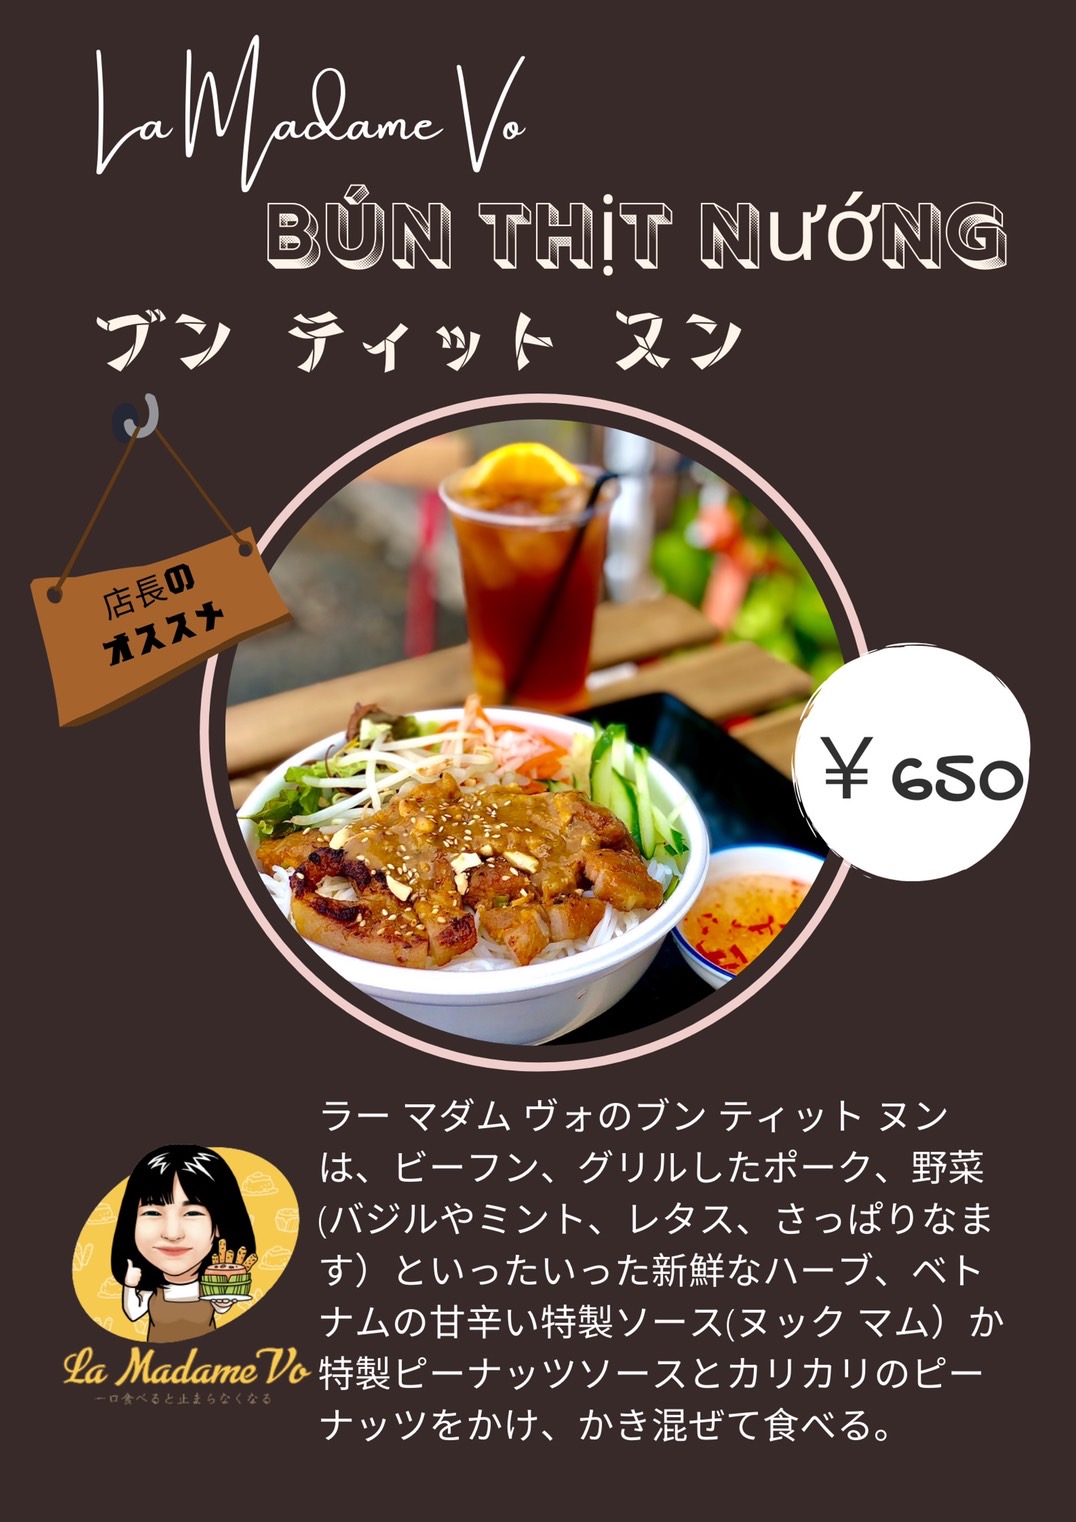 La Madame Vo
BÚN THỊT NƯỚNG
ブン ティット ヌン
店長の
オススメ
¥ 650
ラー マダム ヴォのブン ティット ヌン
は、ビーフン、グリルしたポーク、野菜
(バジルやミント、レタス、さっぱりなま
す）といったいった新鮮なハーブ、ベト
ナムの甘辛い特製ソース(ヌック マム）か
特製ピーナッツソースとカリカリのピー
ナッツをかけ、かき混ぜて食べる。
La Madame Vo
一口食べると止まらなくなる